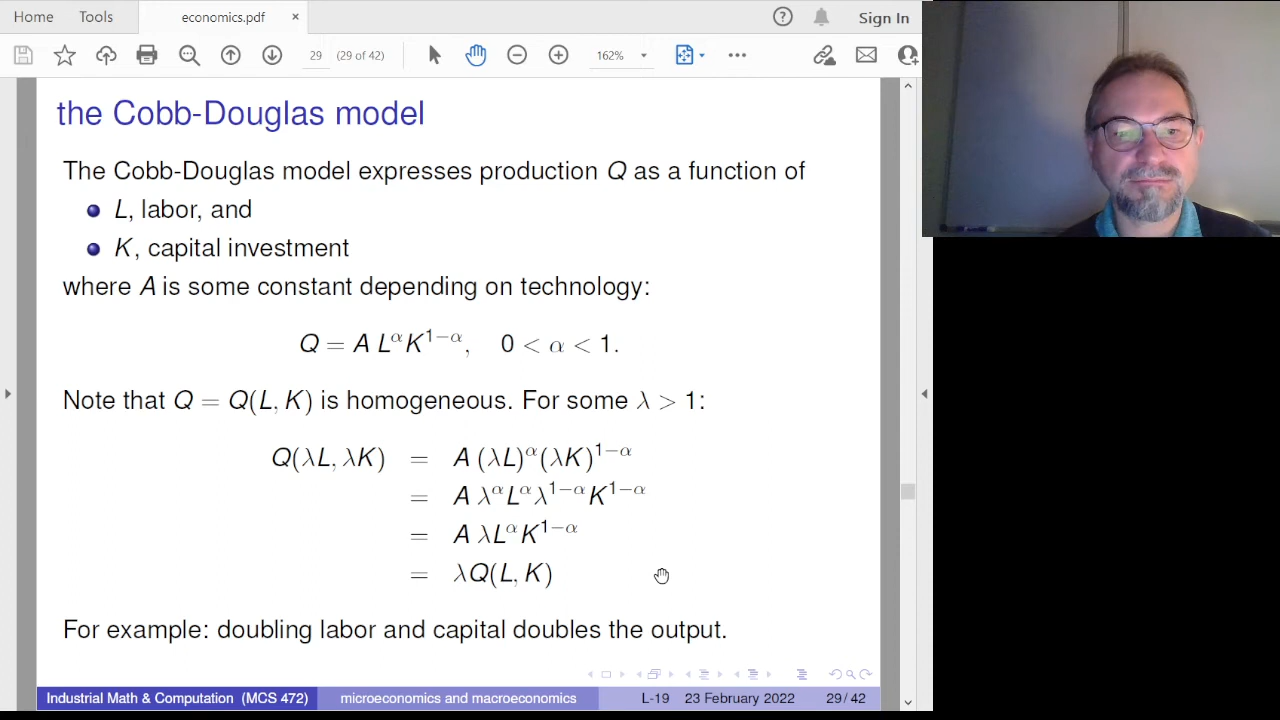 Home Tools economics.pdf × Sign In
29 (29 of 42) 162%
the Cobb-Douglas model
The Cobb-Douglas model expresses production Q as a function of
L, labor, and
K, capital investment
where A is some constant depending on technology:
Q = A L^α K^{1−α}, 0 < α < 1.
Note that Q = Q(L, K) is homogeneous. For some λ > 1:
Q(λL, λK) = A (λL)^α (λK)^{1−α}
= A λ^α L^α λ^{1−α} K^{1−α}
= A λL^α K^{1−α}
= λQ(L, K)
For example: doubling labor and capital doubles the output.
Industrial Math & Computation (MCS 472) microeconomics and macroeconomics L-19 23 February 2022 29 / 42